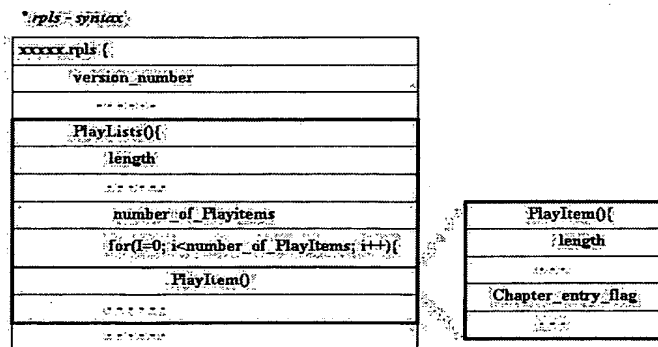 *.rpls - syntax
xxxxx.rpls {
version_number
------
PlayLists(){
length
------
number_of_Playitems
for(I=0; i<number_of_PlayItems; i++){
PlayItem()
------
------
PlayItem(){
length
-----
Chapter_entry_flag
-----